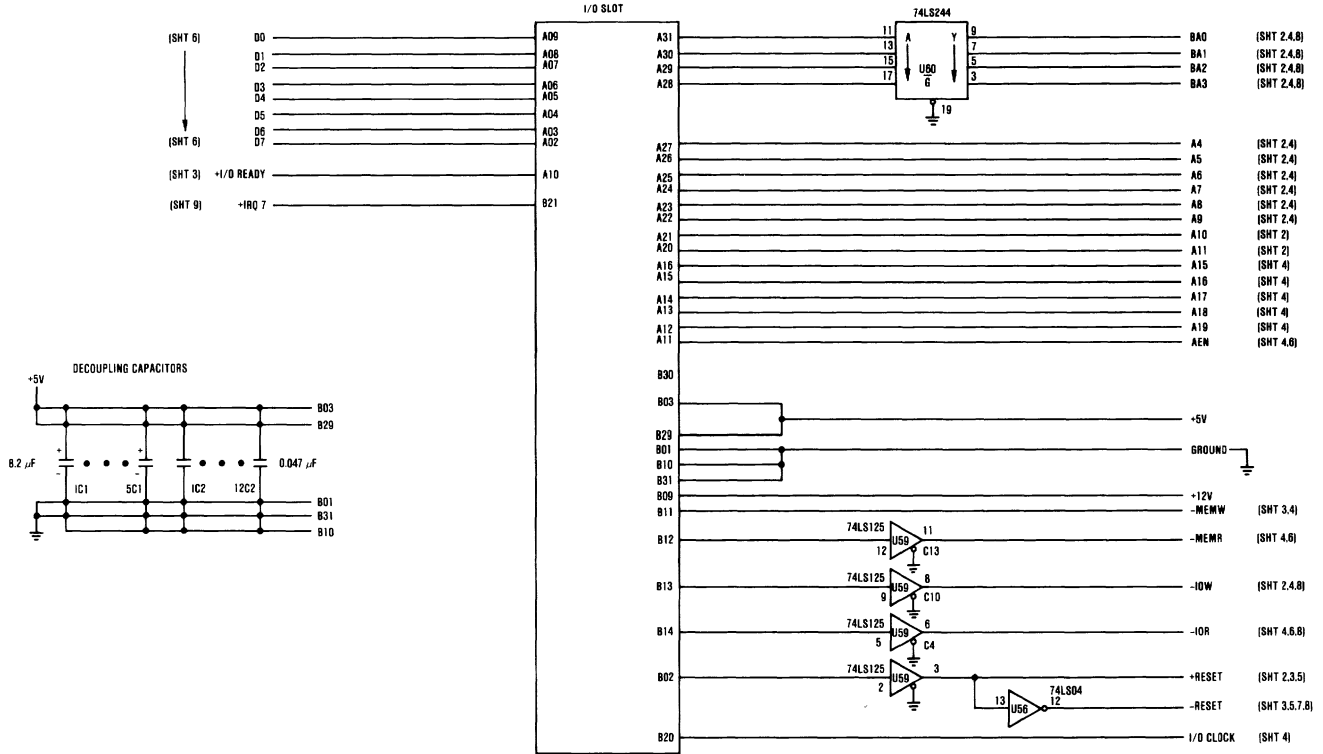 I/O SLOT
74LS244
(SHT 6) D0 A09
D1 A08
D2 A07
D3 A06
D4 A05
D5 A04
D6 A03
(SHT 6) D7 A02
(SHT 3) +I/O READY A10
(SHT 9) +IRQ 7 B21
A31 11 A Y 9 BA0 (SHT 2,4,8)
A30 13 7 BA1 (SHT 2,4,8)
A29 15 U60 5 BA2 (SHT 2,4,8)
A28 17 G 3 BA3 (SHT 2,4,8)
19
A27 A4 (SHT 2,4)
A26 A5 (SHT 2,4)
A25 A6 (SHT 2,4)
A24 A7 (SHT 2,4)
A23 A8 (SHT 2,4)
A22 A9 (SHT 2,4)
A21 A10 (SHT 2)
A20 A11 (SHT 2)
A16 A15 (SHT 4)
A15 A16 (SHT 4)
A14 A17 (SHT 4)
A13 A18 (SHT 4)
A12 A19 (SHT 4)
A11 AEN (SHT 4,6)
B30
DECOUPLING CAPACITORS
+5V
B03
B29
8.2 µF + + 0.047 µF
- -
1C1 5C1 1C2 12C2
B01
B31
B10
B03
+5V
B29
B01 GROUND
B10
B31
B09 +12V
B11 -MEMW (SHT 3,4)
74LS125 11
B12 U59 -MEMR (SHT 4,6)
12 C13
74LS125 8
B13 U59 -IOW (SHT 2,4,8)
9 C10
74LS125 6
B14 U59 -IOR (SHT 4,6,8)
5 C4
74LS125 3
B02 U59 +RESET (SHT 2,3,5)
2
74LS04
13 U56 12 -RESET (SHT 3,5,7,8)
B20 I/O CLOCK (SHT 4)